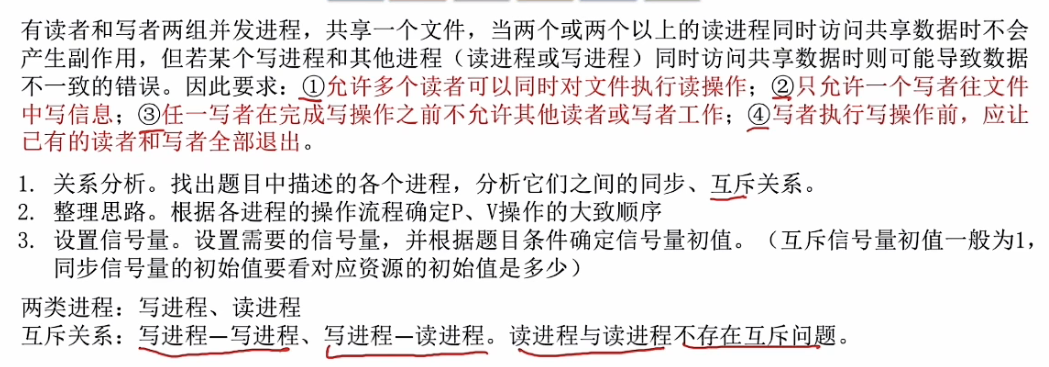 有读者和写者两组并发进程，共享一个文件，当两个或两个以上的读进程同时访问共享数据时不会
产生副作用，但若某个写进程和其他进程（读进程或写进程）同时访问共享数据时则可能导致数据
不一致的错误。因此要求：①允许多个读者可以同时对文件执行读操作；②只允许一个写者往文件
中写信息；③任一写者在完成写操作之前不允许其他读者或写者工作；④写者执行写操作前，应让
已有的读者和写者全部退出。
1. 关系分析。找出题目中描述的各个进程，分析它们之间的同步、互斥关系。
2. 整理思路。根据各进程的操作流程确定P、V操作的大致顺序
3. 设置信号量。设置需要的信号量，并根据题目条件确定信号量初值。（互斥信号量初值一般为1，
同步信号量的初始值要看对应资源的初始值是多少）
两类进程：写进程、读进程
互斥关系：写进程—写进程、写进程—读进程。读进程与读进程不存在互斥问题。